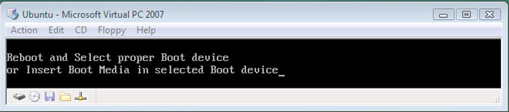 Ubuntu - Microsoft Virtual PC 2007
Action Edit CD Floppy Help
Reboot and Select proper Boot device
or Insert Boot Media in selected Boot device_